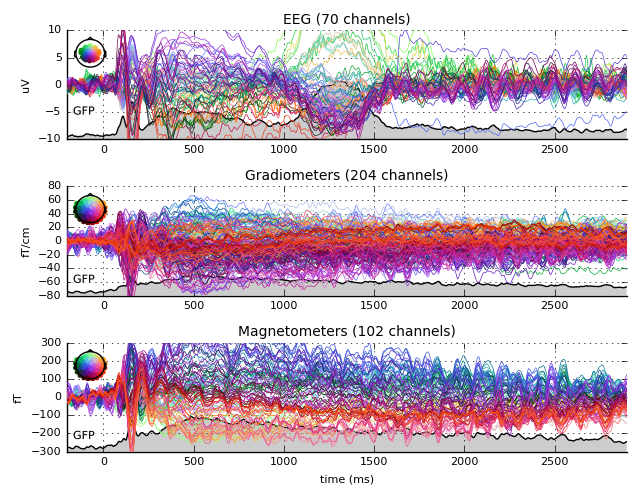 EEG (70 channels)
10
5
0
−5
−10
uV
GFP
0 500 1000 1500 2000 2500
Gradiometers (204 channels)
80
60
40
20
0
−20
−40
−60
−80
fT/cm
GFP
0 500 1000 1500 2000 2500
Magnetometers (102 channels)
300
200
100
0
−100
−200
−300
fT
GFP
0 500 1000 1500 2000 2500
time (ms)